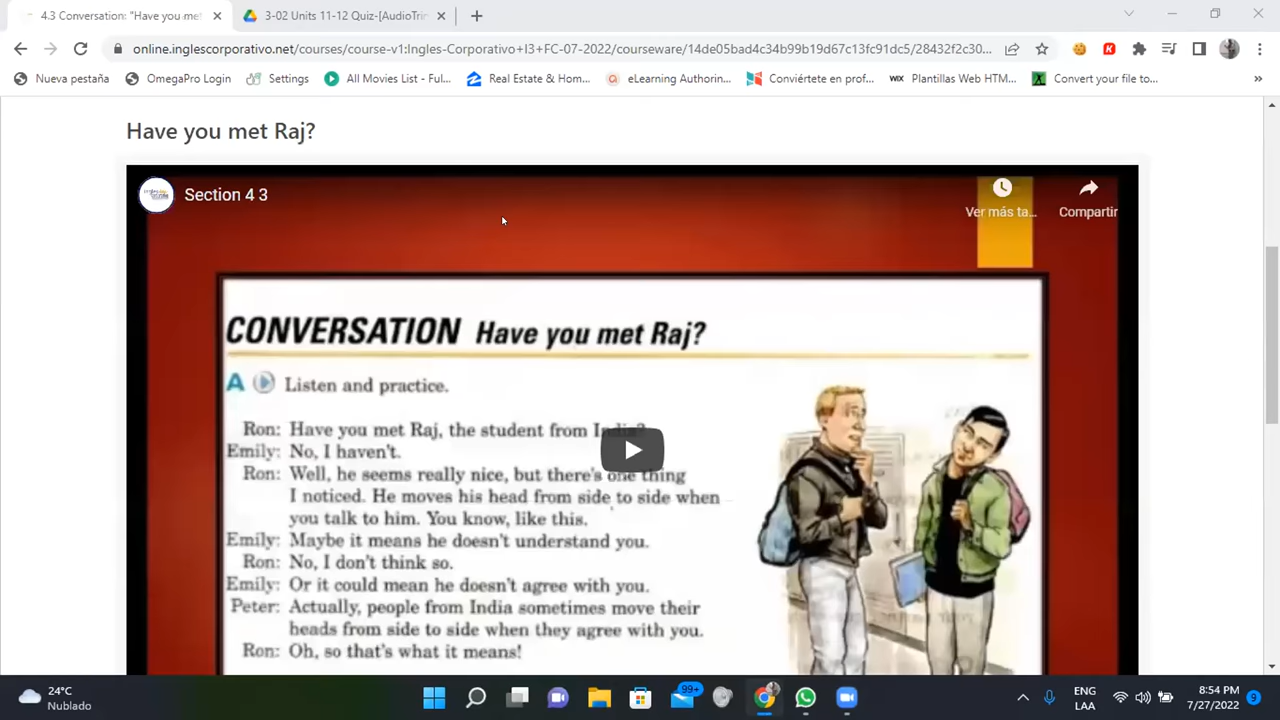 4.3 Conversation: "Have you met
3-02 Units 11-12 Quiz-[AudioTrim
online.inglescorporativo.net/courses/course-v1:Ingles-Corporativo+I3+FC-07-2022/courseware/14de05bad4c34b99b19d67c13fc91dc5/28432f2c30...
Nueva pestaña
OmegaPro Login
Settings
All Movies List - Ful...
Real Estate & Hom...
eLearning Authorin...
Conviértete en prof...
WIX Plantillas Web HTM...
Convert your file to...
»
Have you met Raj?
Section 4 3
Ver más ta...
Compartir
CONVERSATION Have you met Raj?
A Listen and practice.
Ron: Have you met Raj, the student from India?
Emily: No, I haven't.
Ron: Well, he seems really nice, but there's one thing
I noticed. He moves his head from side to side when
you talk to him. You know, like this.
Emily: Maybe it means he doesn't understand you.
Ron: No, I don't think so.
Emily: Or it could mean he doesn't agree with you.
Peter: Actually, people from India sometimes move their
heads from side to side when they agree with you.
Ron: Oh, so that's what it means!
24°C
Nublado
99+
ENG
LAA
8:54 PM
7/27/2022
9